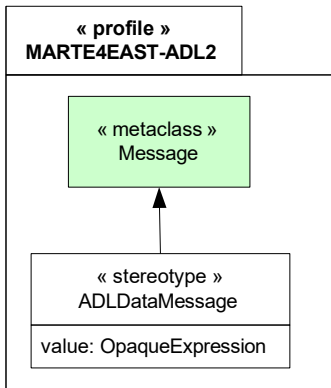 « profile »
MARTE4EAST-ADL2
« metaclass »
Message
« stereotype »
ADLDataMessage
value: OpaqueExpression